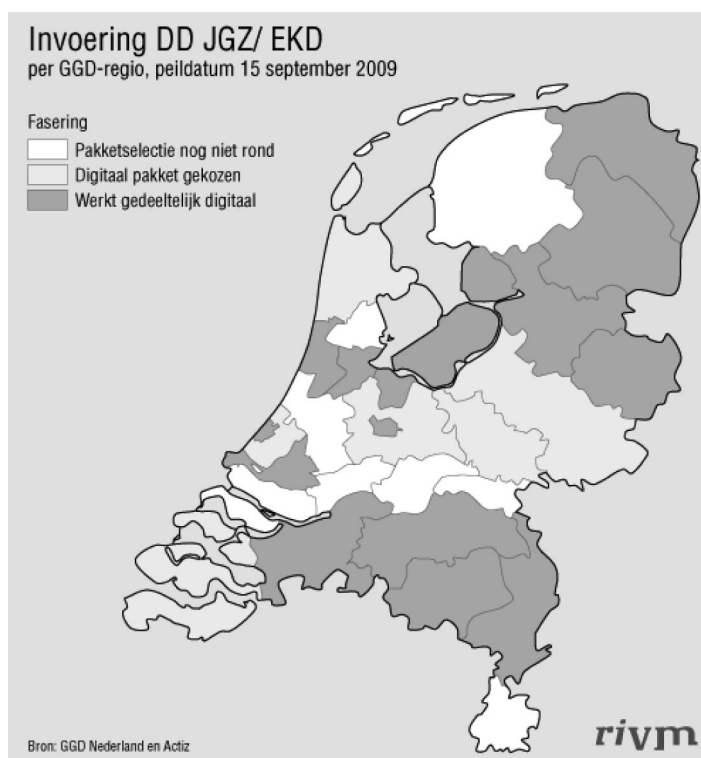 Invoering DD JGZ/ EKD
per GGD-regio, peildatum 15 september 2009
Fasering
Pakketselectie nog niet rond
Digitaal pakket gekozen
Werkt gedeeltelijk digitaal
Bron: GGD Nederland en Actiz
rivm